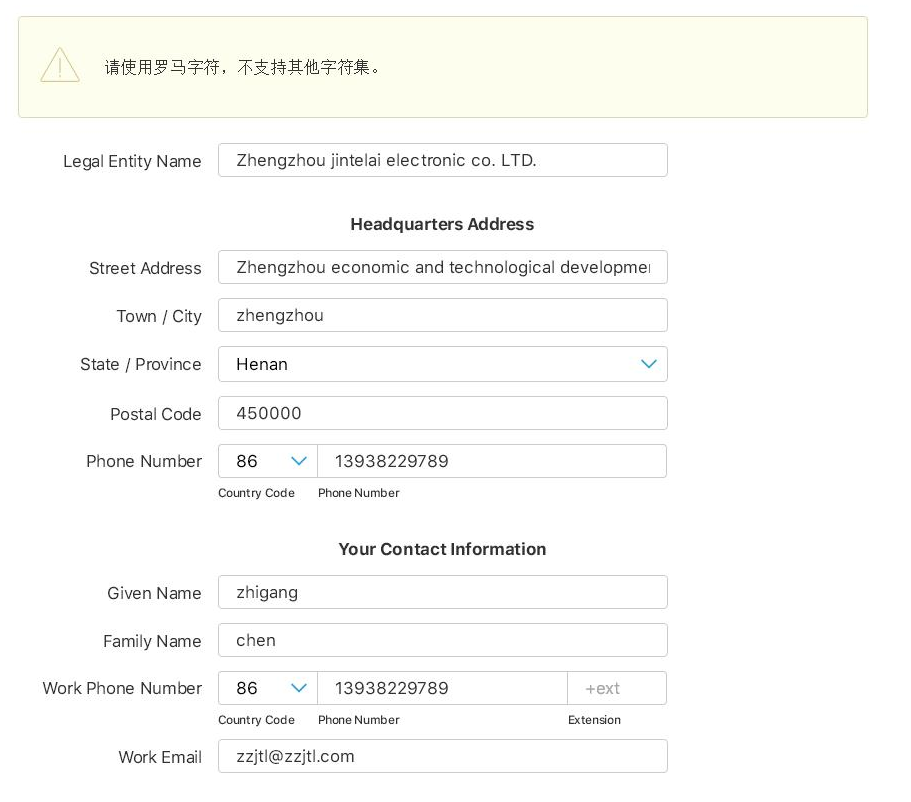 请使用罗马字符，不支持其他字符集。
Legal Entity Name Zhengzhou jintelai electronic co. LTD.
Headquarters Address
Street Address Zhengzhou economic and technological developme
Town / City zhengzhou
State / Province Henan
Postal Code 450000
Phone Number 86 13938229789
Country Code Phone Number
Your Contact Information
Given Name zhigang
Family Name chen
Work Phone Number 86 13938229789 +ext
Country Code Phone Number Extension
Work Email zzjtl@zzjtl.com